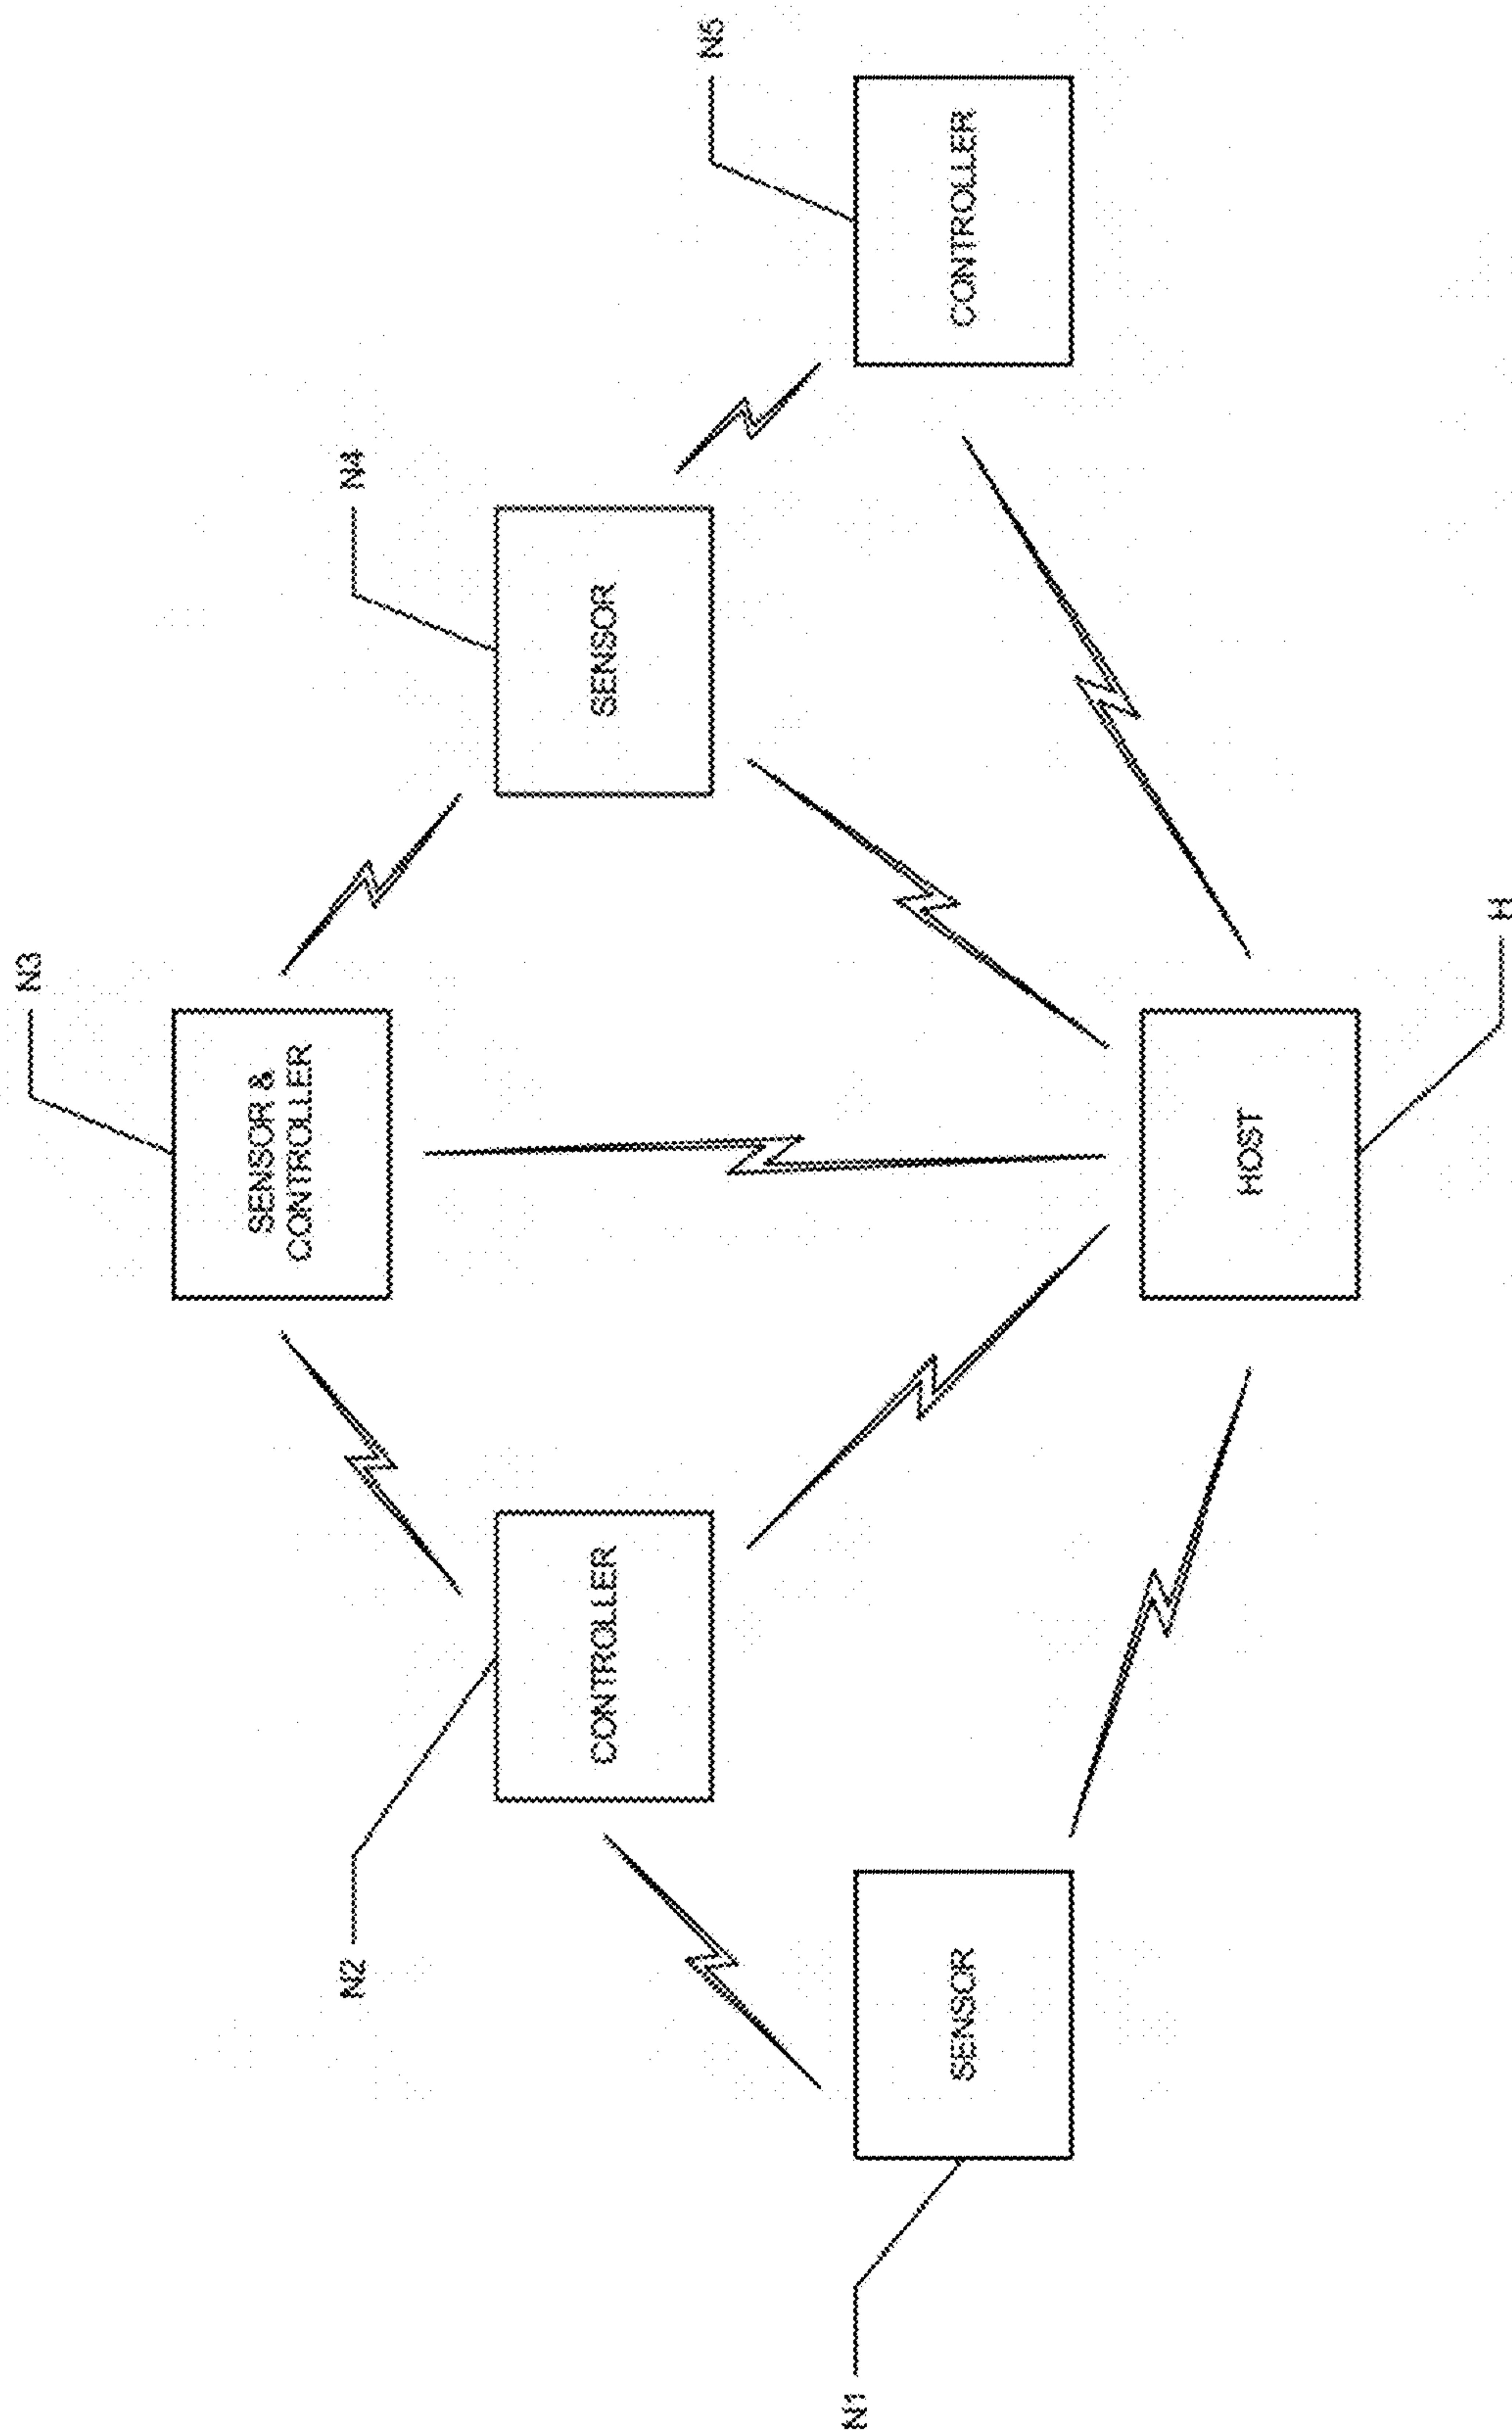 N3
SENSOR &
CONTROLLER
N2
CONTROLLER
N4
SENSOR
N1
SENSOR
N5
CONTROLLER
HOST
H